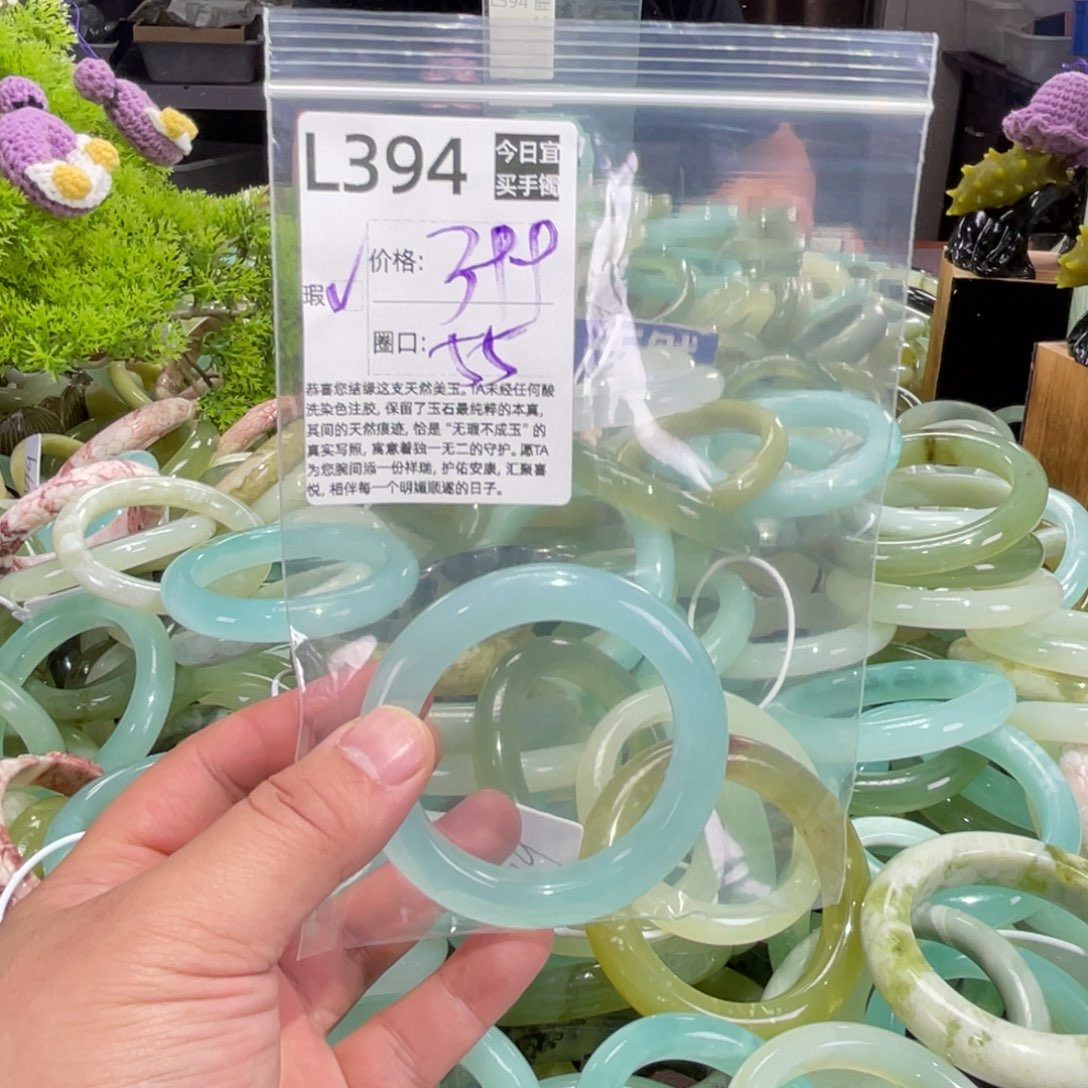 L394
L394
今日宜
买手镯
价格: 399
瑕✓
圈口: 55
恭喜您结缘这支天然美玉, TA未经任何酸
洗染色注胶, 保留了玉石最纯粹的本真,
其间的天然痕迹, 恰是“无瑕不成玉”的
真实写照, 寓意着独一无二的守护。愿TA
为您腕间添一份祥瑞, 护佑安康, 汇聚喜
悦, 相伴每一个明媚顺遂的日子。